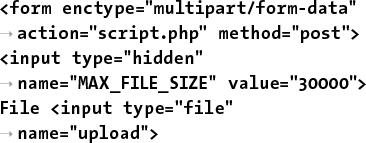 <form enctype="multipart/form-data"
→ action="script.php" method="post">
<input type="hidden"
→ name="MAX_FILE_SIZE" value="30000">
File <input type="file"
→ name="upload">